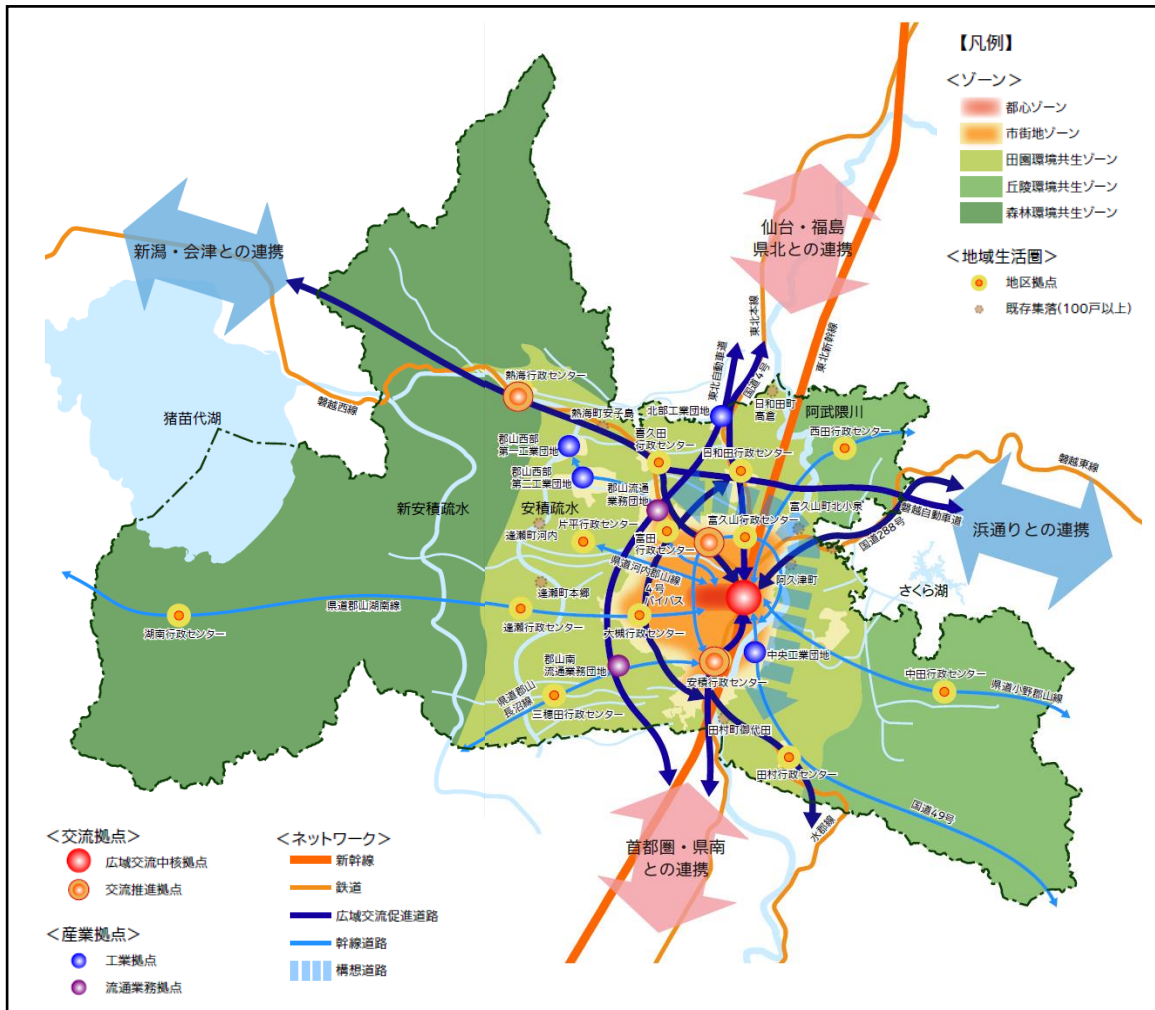 【凡例】
＜ゾーン＞
都心ゾーン
市街地ゾーン
田園環境共生ゾーン
丘陵環境共生ゾーン
森林環境共生ゾーン
＜地域生活圏＞
地区拠点
既存集落(100戸以上)
新潟・会津との連携
仙台・福島
県北との連携
東北本線
東北新幹線
東北自動車道
国道4号
熱海行政センター
磐越西線
猪苗代湖
熱海町安子島
北部工業団地
日和田町
高倉
阿武隈川
西田行政センター
喜久田
行政センター
日和田行政センター
郡山西部
第一工業団地
郡山西部
第二工業団地
郡山流通
業務団地
磐越東線
磐越自動車道
国道288号
浜通りとの連携
新安積疏水
安積疏水
片平行政センター
逢瀬町河内
富田
行政センター
富久山行政センター
富久山町北小泉
県道河内郡山線
4号
バイパス
阿久津町
さくら湖
逢瀬町本郷
県道郡山湖南線
湖南行政センター
逢瀬行政センター
大槻行政センター
中央工業団地
郡山南
流通業務団地
安積行政センター
中田行政センター
県道小野郡山線
県道郡山
長沼線
三穂田行政センター
田村町御代田
田村行政センター
国道49号
水郡線
首都圏・県南
との連携
＜交流拠点＞
広域交流中核拠点
交流推進拠点
＜産業拠点＞
工業拠点
流通業務拠点
＜ネットワーク＞
新幹線
鉄道
広域交流促進道路
幹線道路
構想道路